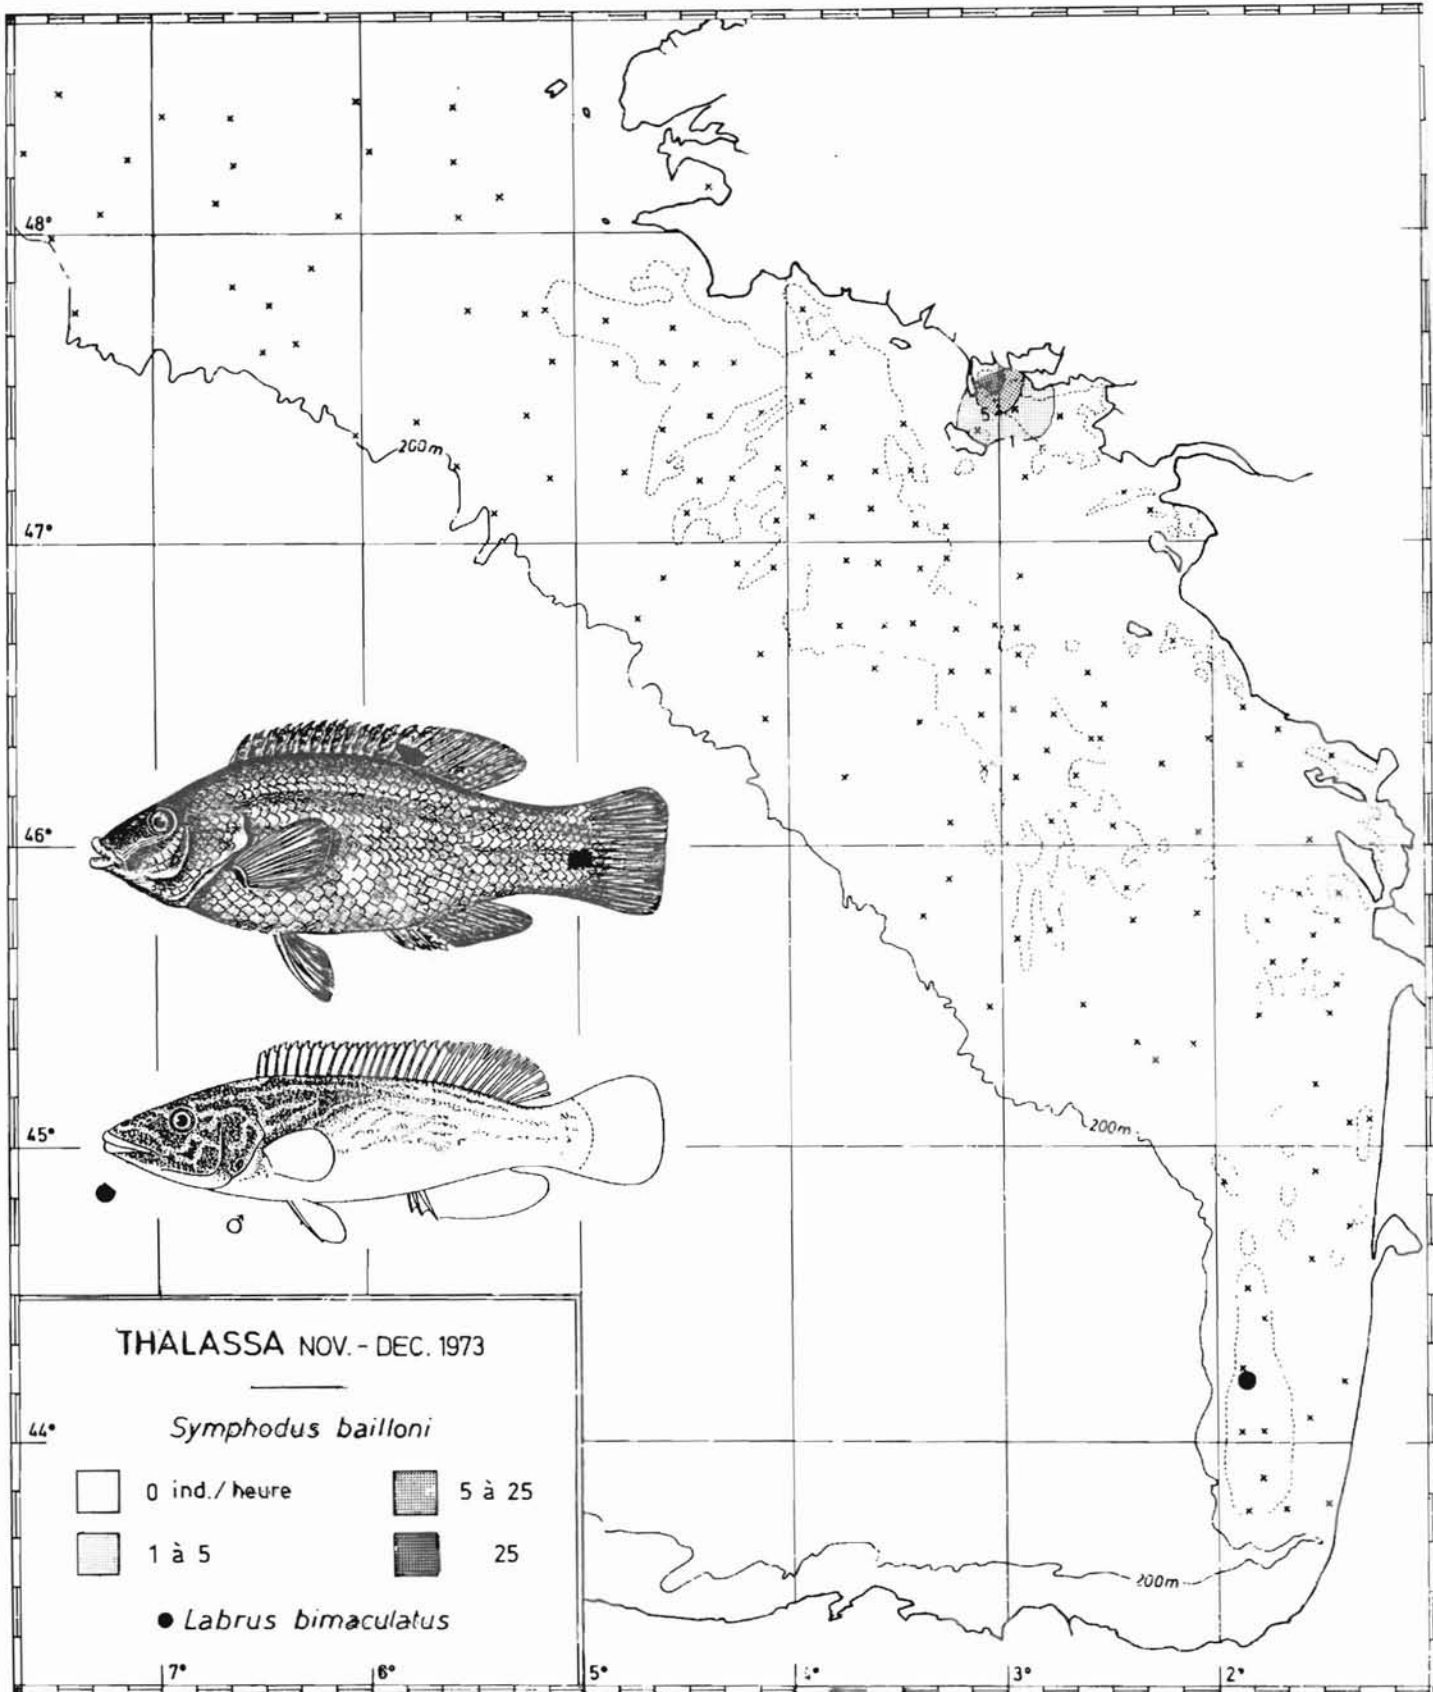 48°
200m
5
1
47°
46°
45°
200m
♂
THALASSA NOV. - DEC. 1973
Symphodus bailloni
0 ind./heure
5 à 25
1 à 5
25
● Labrus bimaculatus
44°
200m
7°
6°
5°
4°
3°
2°